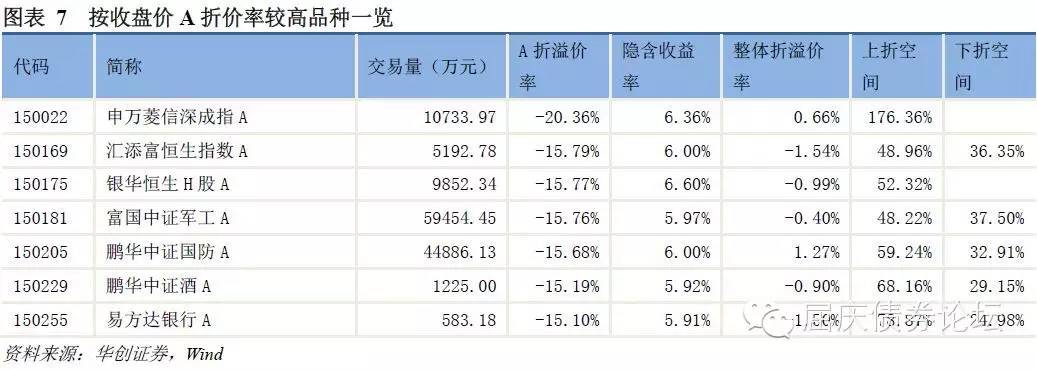 图表 7 按收盘价 A 折价率较高品种一览
代码 简称 交易量（万元） A 折溢价率 隐含收益率 整体折溢价率 上折空间 下折空间
150022 申万菱信深成指 A 10733.97 -20.36% 6.36% 0.66% 176.36%
150169 汇添富恒生指数 A 5192.78 -15.79% 6.00% -1.54% 48.96% 36.35%
150175 银华恒生 H 股 A 9852.34 -15.77% 6.60% -0.99% 52.32%
150181 富国中证军工 A 59454.45 -15.76% 5.97% -0.40% 48.22% 37.50%
150205 鹏华中证国防 A 44886.13 -15.68% 6.00% 1.27% 59.24% 32.91%
150229 鹏华中证酒 A 1225.00 -15.19% 5.92% -0.90% 68.16% 29.15%
150255 易方达银行 A 583.18 -15.10% 5.91%
屈庆债券论坛
资料来源：华创证券，Wind